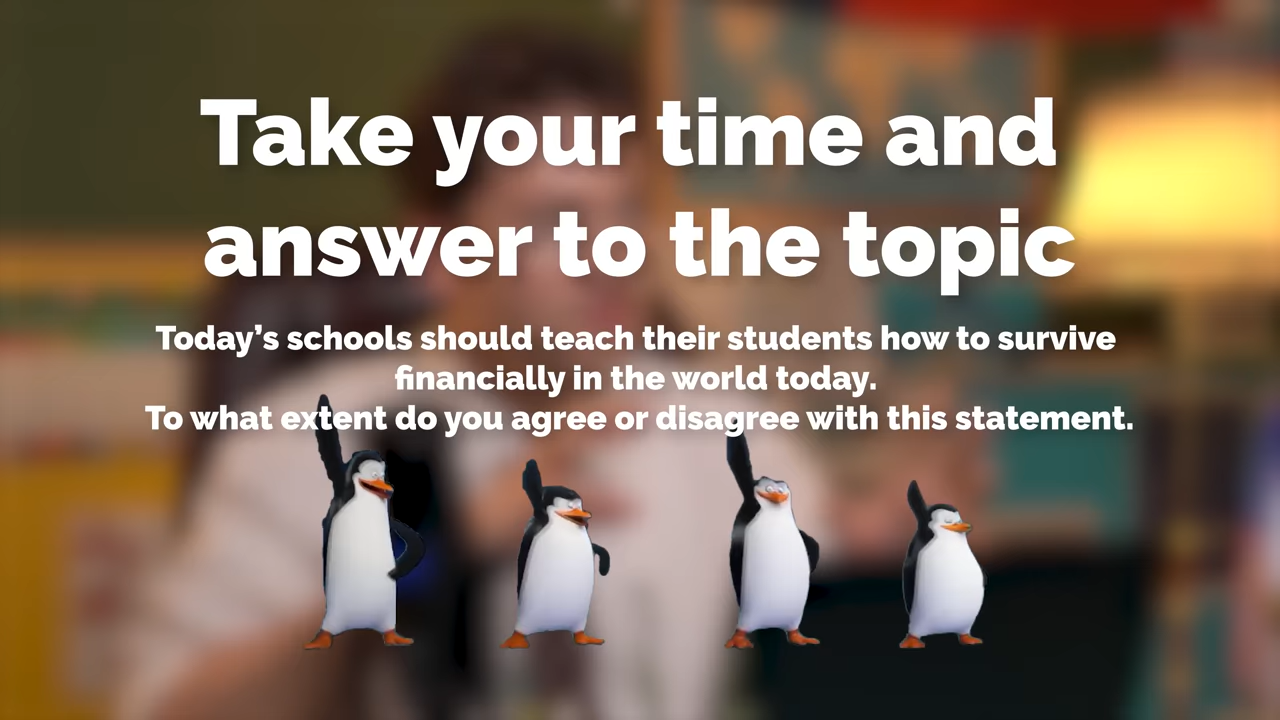 Take your time and
answer to the topic
Today’s schools should teach their students how to survive
financially in the world today.
To what extent do you agree or disagree with this statement.